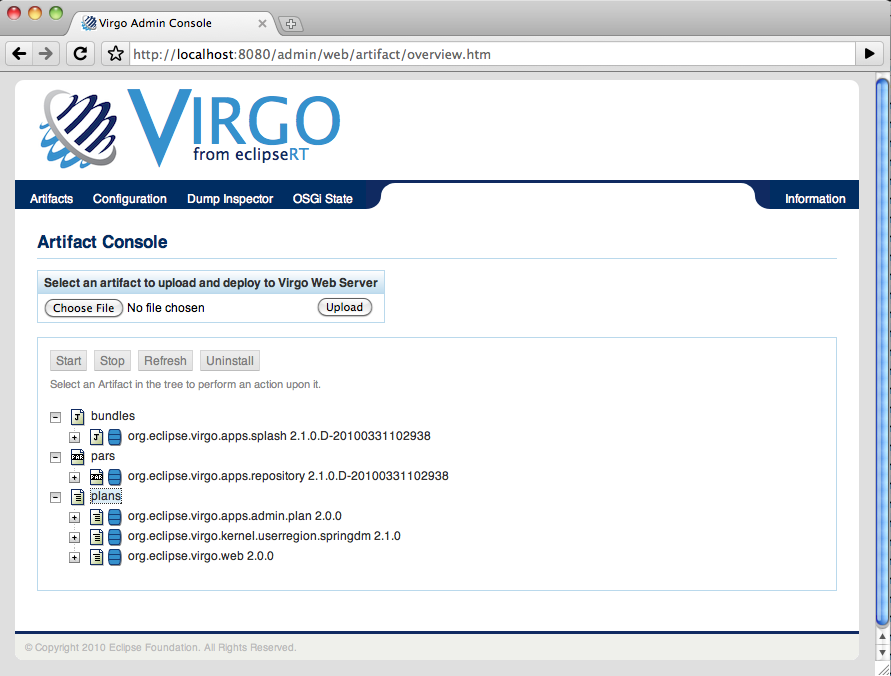 Virgo Admin Console
http://localhost:8080/admin/web/artifact/overview.htm
VIRGO
from eclipseRT
Artifacts Configuration Dump Inspector OSGi State Information
Artifact Console
Select an artifact to upload and deploy to Virgo Web Server
Choose File No file chosen Upload
Start Stop Refresh Uninstall
Select an Artifact in the tree to perform an action upon it.
bundles
org.eclipse.virgo.apps.splash 2.1.0.D-20100331102938
pars
org.eclipse.virgo.apps.repository 2.1.0.D-20100331102938
plans
org.eclipse.virgo.apps.admin.plan 2.0.0
org.eclipse.virgo.kernel.userregion.springdm 2.1.0
org.eclipse.virgo.web 2.0.0
© Copyright 2010 Eclipse Foundation. All Rights Reserved.